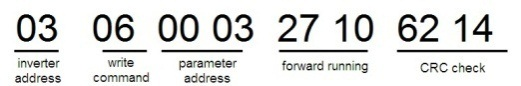 03 06 00 03 27 10 62 14
inverter address
write command
parameter address
forward running
CRC check